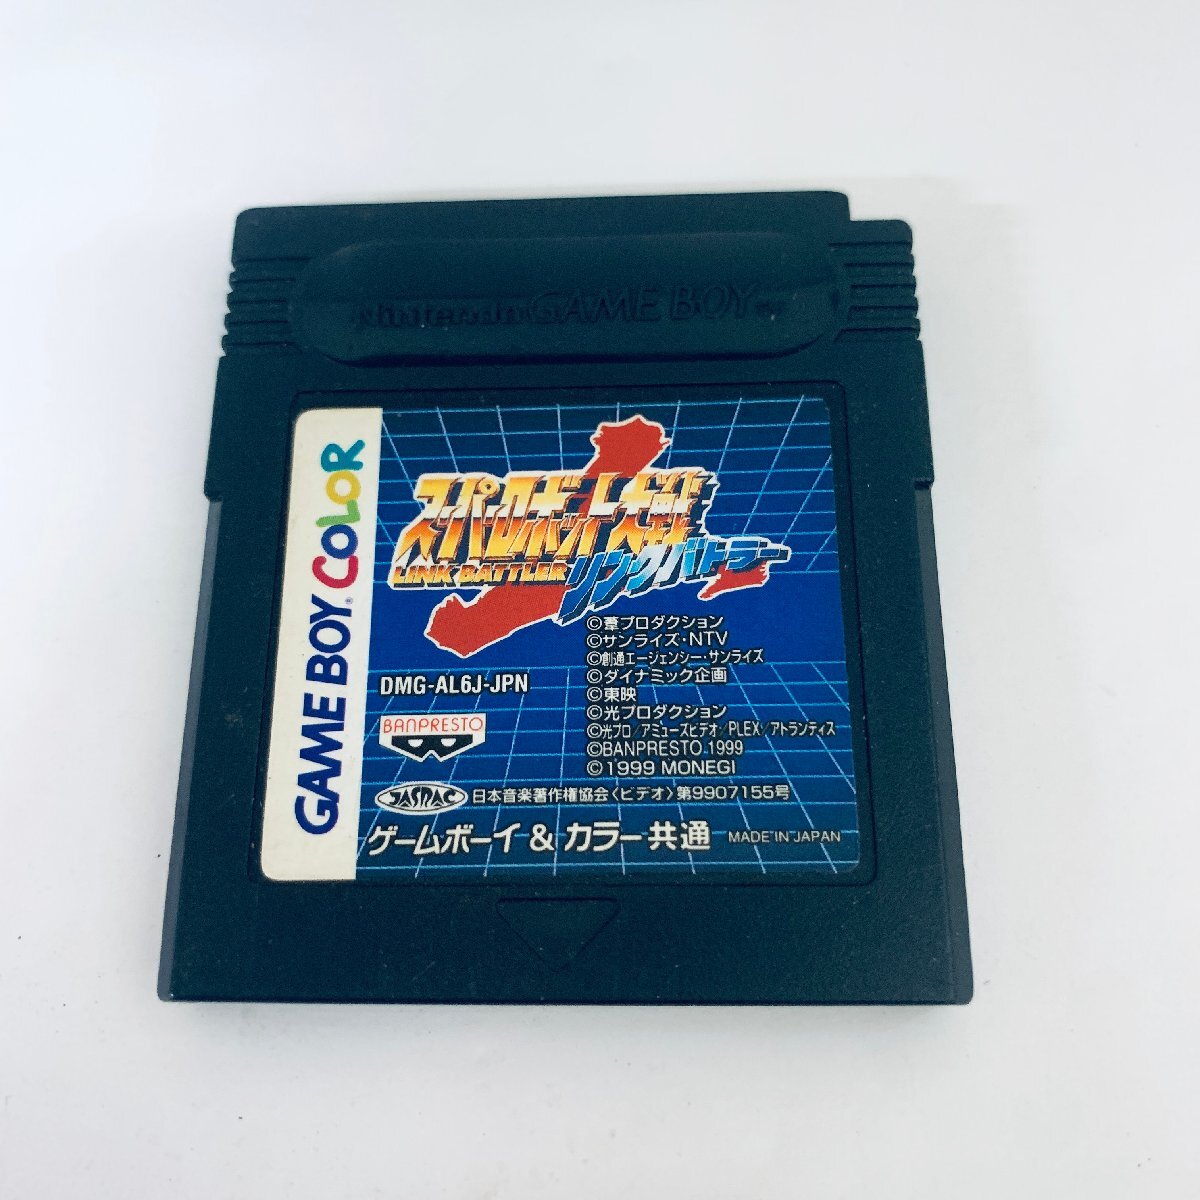 Nintendo GAME BOY
GAME BOY COLOR
スーパーロボット大戦
LINK BATTLER
リンクバトラー
©葦プロダクション
©サンライズ・NTV
©創通エージェンシー・サンライズ
©ダイナミック企画
©東映
©光プロダクション
©光プロ/アミューズビデオ/PLEX/アトランティス
©BANPRESTO 1999
©1999 MONEGI
DMG-AL6J-JPN
BANPRESTO
JASRAC 日本音楽著作権協会〈ビデオ〉第9907155号
ゲームボーイ & カラー共通 MADE IN JAPAN